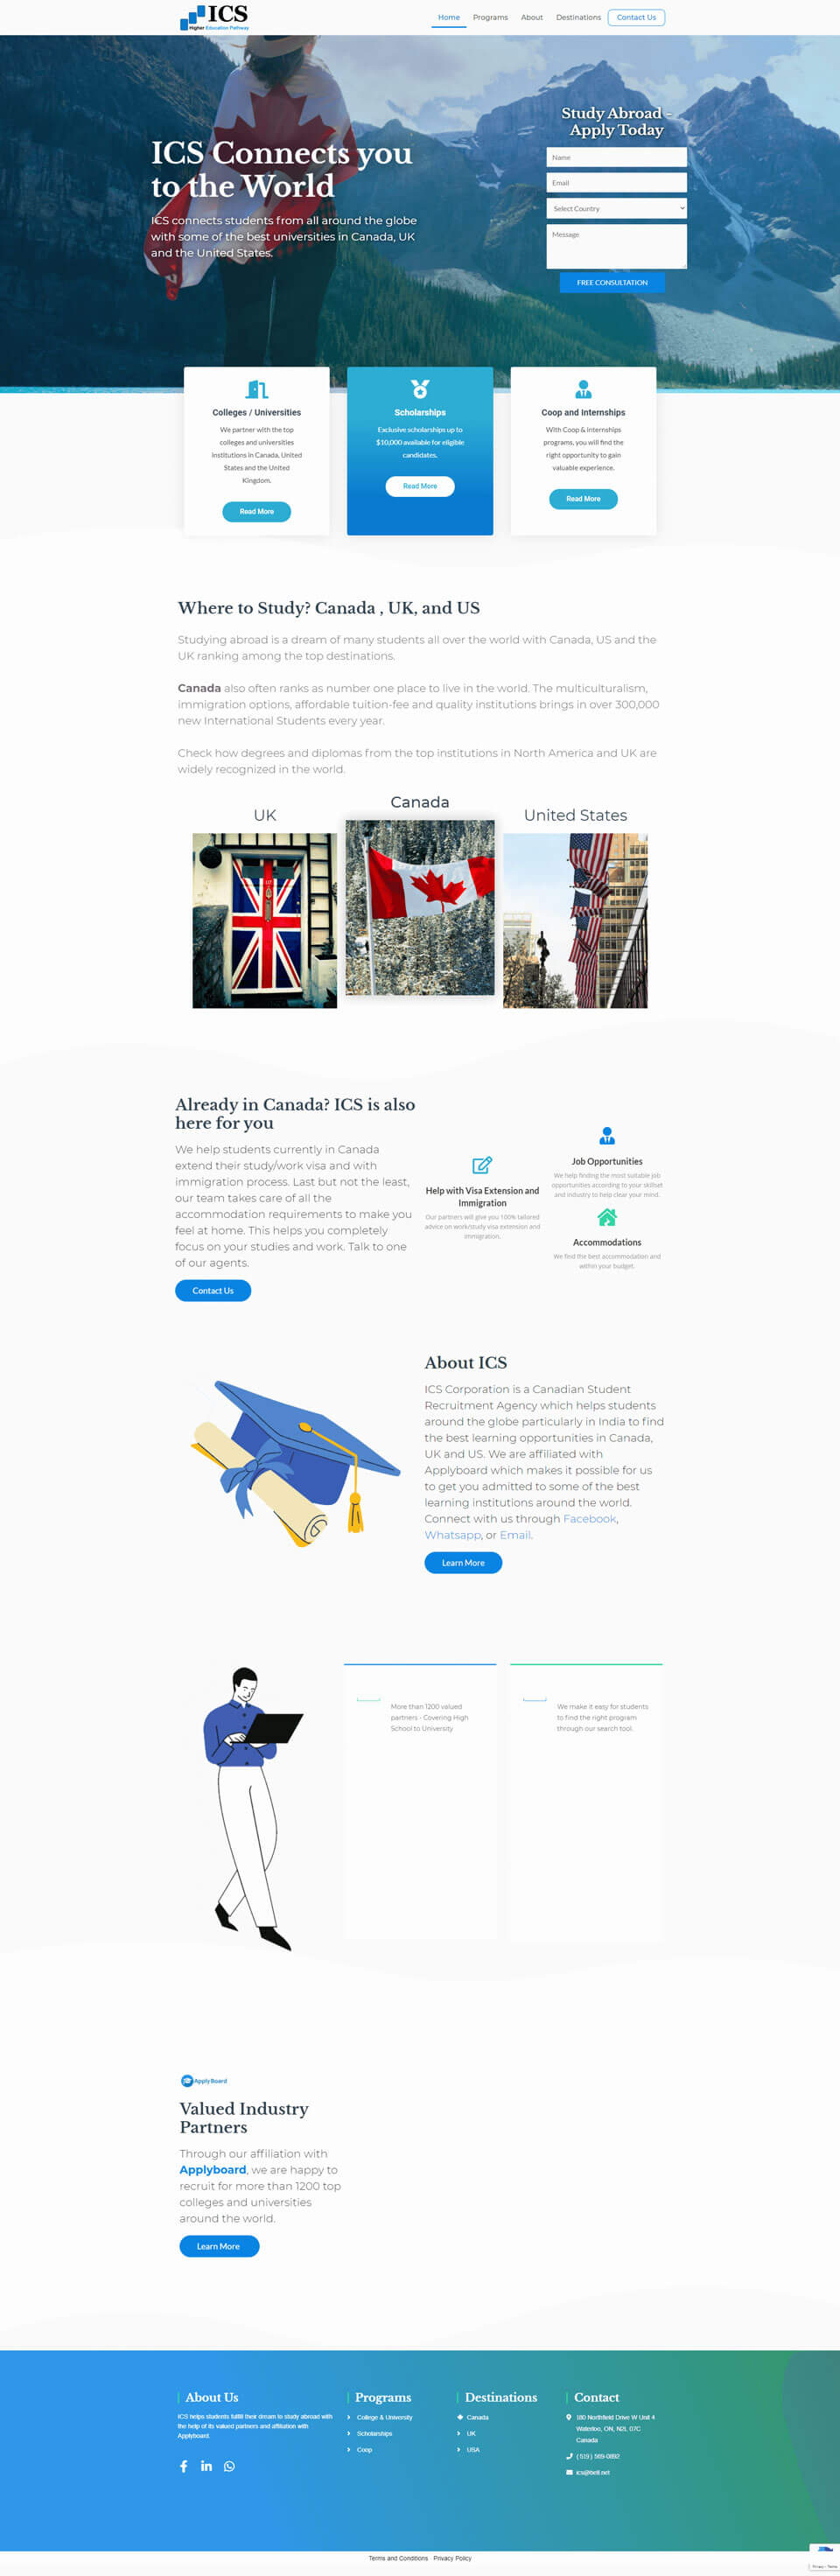 ICS
Higher Education Pathway
Home
Programs
About
Destinations
Contact Us
ICS Connects you
to the World
ICS connects students from all around the globe
with some of the best universities in Canada, UK
and the United States.
Study Abroad -
Apply Today
Name
Email
Select Country
Message
FREE CONSULTATION
Colleges / Universities
We partner with the top
colleges and universities
institutions in Canada, United
States and the United
Kingdom.
Read More
Scholarships
Exclusive scholarships up to
$10,000 available for eligible
candidates.
Read More
Coop and Internships
With Coop & Internships
programs, you will find the
right opportunity to gain
valuable experience.
Read More
Where to Study? Canada , UK, and US
Studying abroad is a dream of many students all over the world with Canada, US and the
UK ranking among the top destinations.
Canada also often ranks as number one place to live in the world. The multiculturalism,
immigration options, affordable tuition-fee and quality institutions brings in over 300,000
new International Students every year.
Check how degrees and diplomas from the top institutions in North America and UK are
widely recognized in the world.
UK
Canada
United States
Already in Canada? ICS is also
here for you
We help students currently in Canada
extend their study/work visa and with
immigration process. Last but not the least,
our team takes care of all the
accommodation requirements to make you
feel at home. This helps you completely
focus on your studies and work. Talk to one
of our agents.
Contact Us
Help with Visa Extension and
Immigration
Our partners will give you 100% tailored
advice on work/study visa extension and
immigration.
Job Opportunities
We help finding the most suitable job
opportunities according to your skillset
and industry to help clear your mind.
Accommodations
We find the best accommodation and
within your budget.
About ICS
ICS Corporation is a Canadian Student
Recruitment Agency which helps students
around the globe particularly in India to find
the best learning opportunities in Canada,
UK and US. We are affiliated with
Applyboard which makes it possible for us
to get you admitted to some of the best
learning institutions around the world.
Connect with us through Facebook,
Whatsapp, or Email.
Learn More
More than 1200 valued
partners - Covering High
School to University
We make it easy for students
to find the right program
through our search tool.
ApplyBoard
Valued Industry
Partners
Through our affiliation with
Applyboard, we are happy to
recruit for more than 1200 top
colleges and universities
around the world.
Learn More
About Us
ICS helps students fulfill their dream to study abroad with
the help of its valued partners and affiliation with
Applyboard.
Programs
College & University
Scholarships
Coop
Destinations
Canada
UK
USA
Contact
180 Northfield Drive W Unit 4
Waterloo, ON, N2L 0C7
Canada
(519) 569-0892
ics@bell.net
Terms and Conditions - Privacy Policy
Privacy - Terms